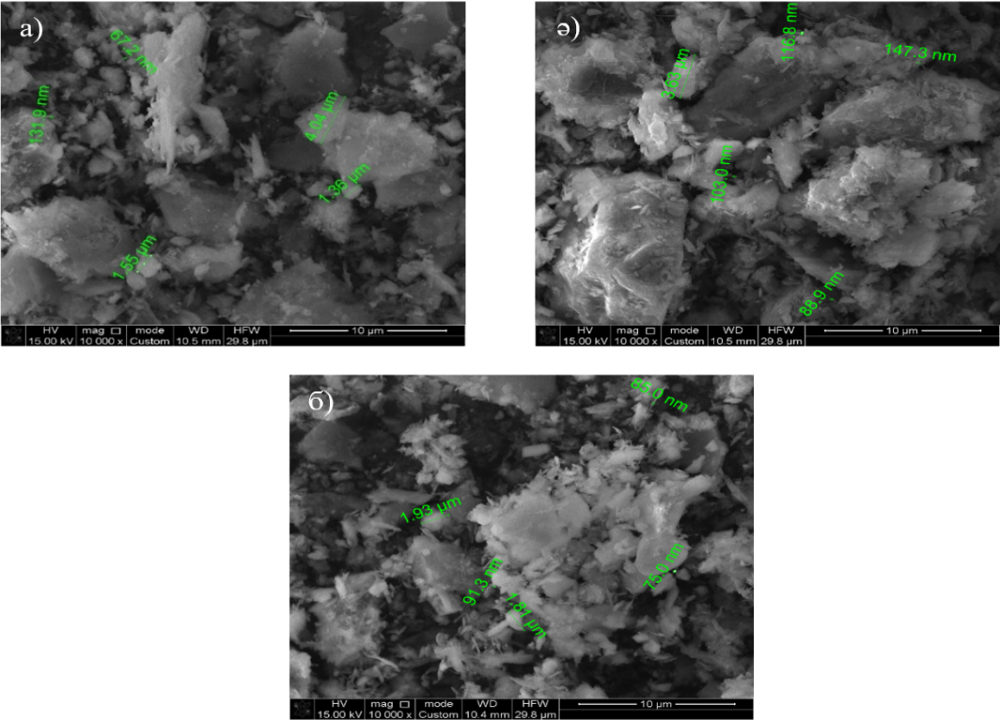 а)
67.2 nm
131.9 nm
4.04 µm
1.36 µm
1.55 µm
HV mag mode WD HFW 10 µm
15.00 kV 10 000 x Custom 10.5 mm 29.8 µm
ә)
116.8 nm
147.3 nm
3.63 µm
103.0 nm
88.9 nm
HV mag mode WD HFW 10 µm
15.00 kV 10 000 x Custom 10.5 mm 29.8 µm
б)
85.0 nm
1.93 µm
75.0 nm
91.3 nm
1.87 µm
HV mag mode WD HFW 10 µm
15.00 kV 10 000 x Custom 10.4 mm 29.8 µm